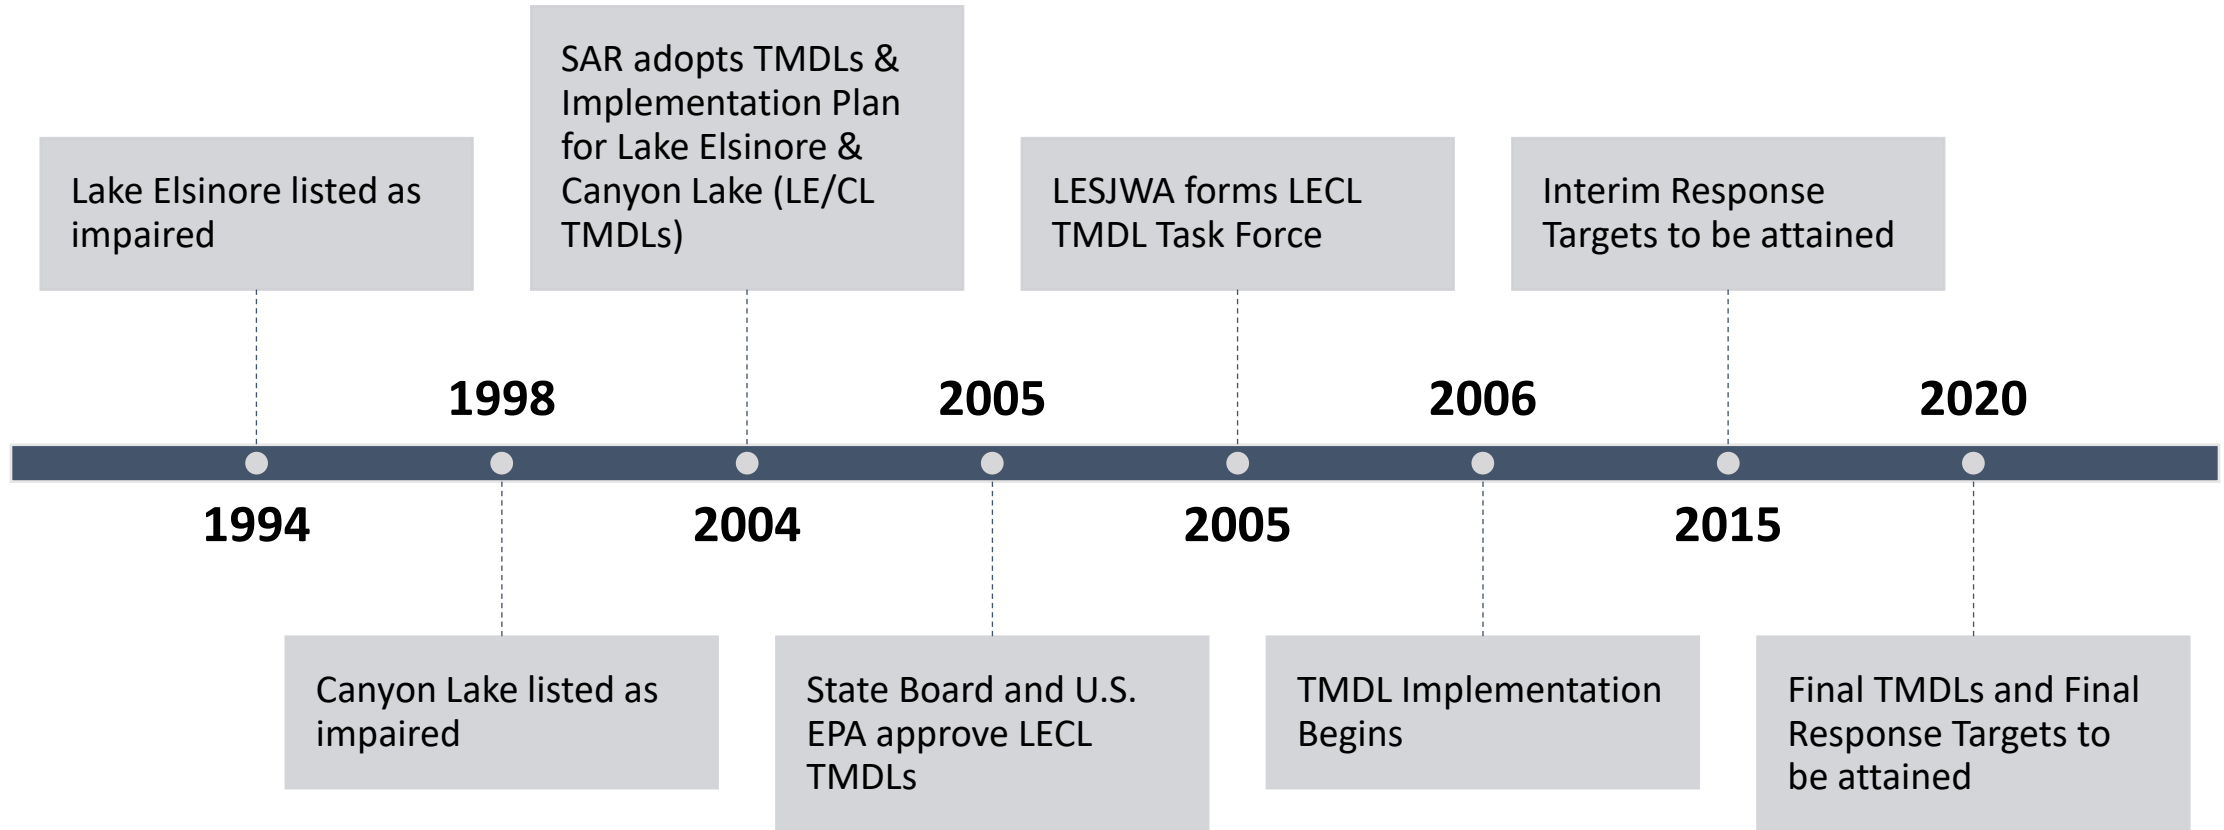 SAR adopts TMDLs &
Implementation Plan
for Lake Elsinore &
Canyon Lake (LE/CL
TMDLs)
Lake Elsinore listed as
impaired
LESJWA forms LECL
TMDL Task Force
Interim Response
Targets to be attained
1998
2005
2006
2020
1994
2004
2005
2015
Canyon Lake listed as
impaired
State Board and U.S.
EPA approve LECL
TMDLs
TMDL Implementation
Begins
Final TMDLs and Final
Response Targets to
be attained